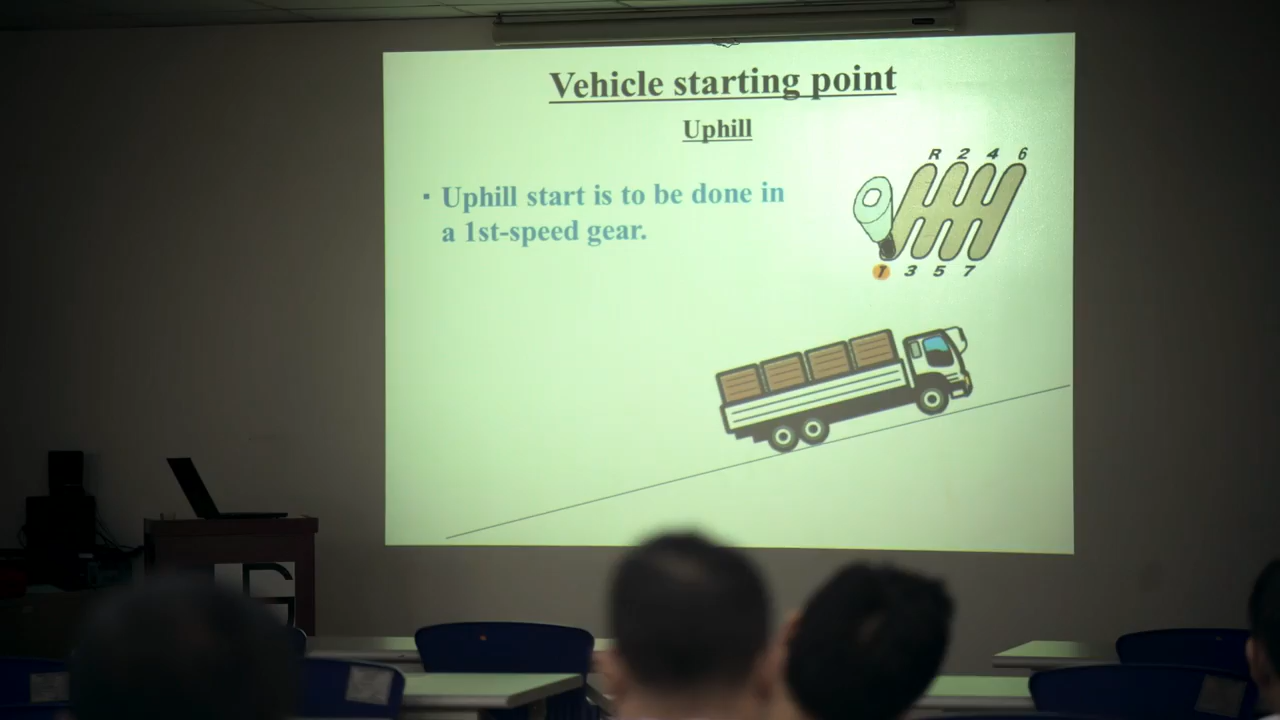 Vehicle starting point
Uphill
▪ Uphill start is to be done in
a 1st-speed gear.
R 2 4 6
1 3 5 7